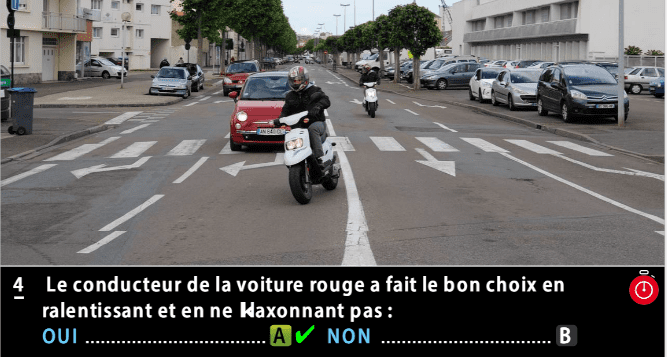 4 Le conducteur de la voiture rouge a fait le bon choix en
ralentissant et en ne klaxonnant pas :
OUI .................................... A ✔ NON .................................... B